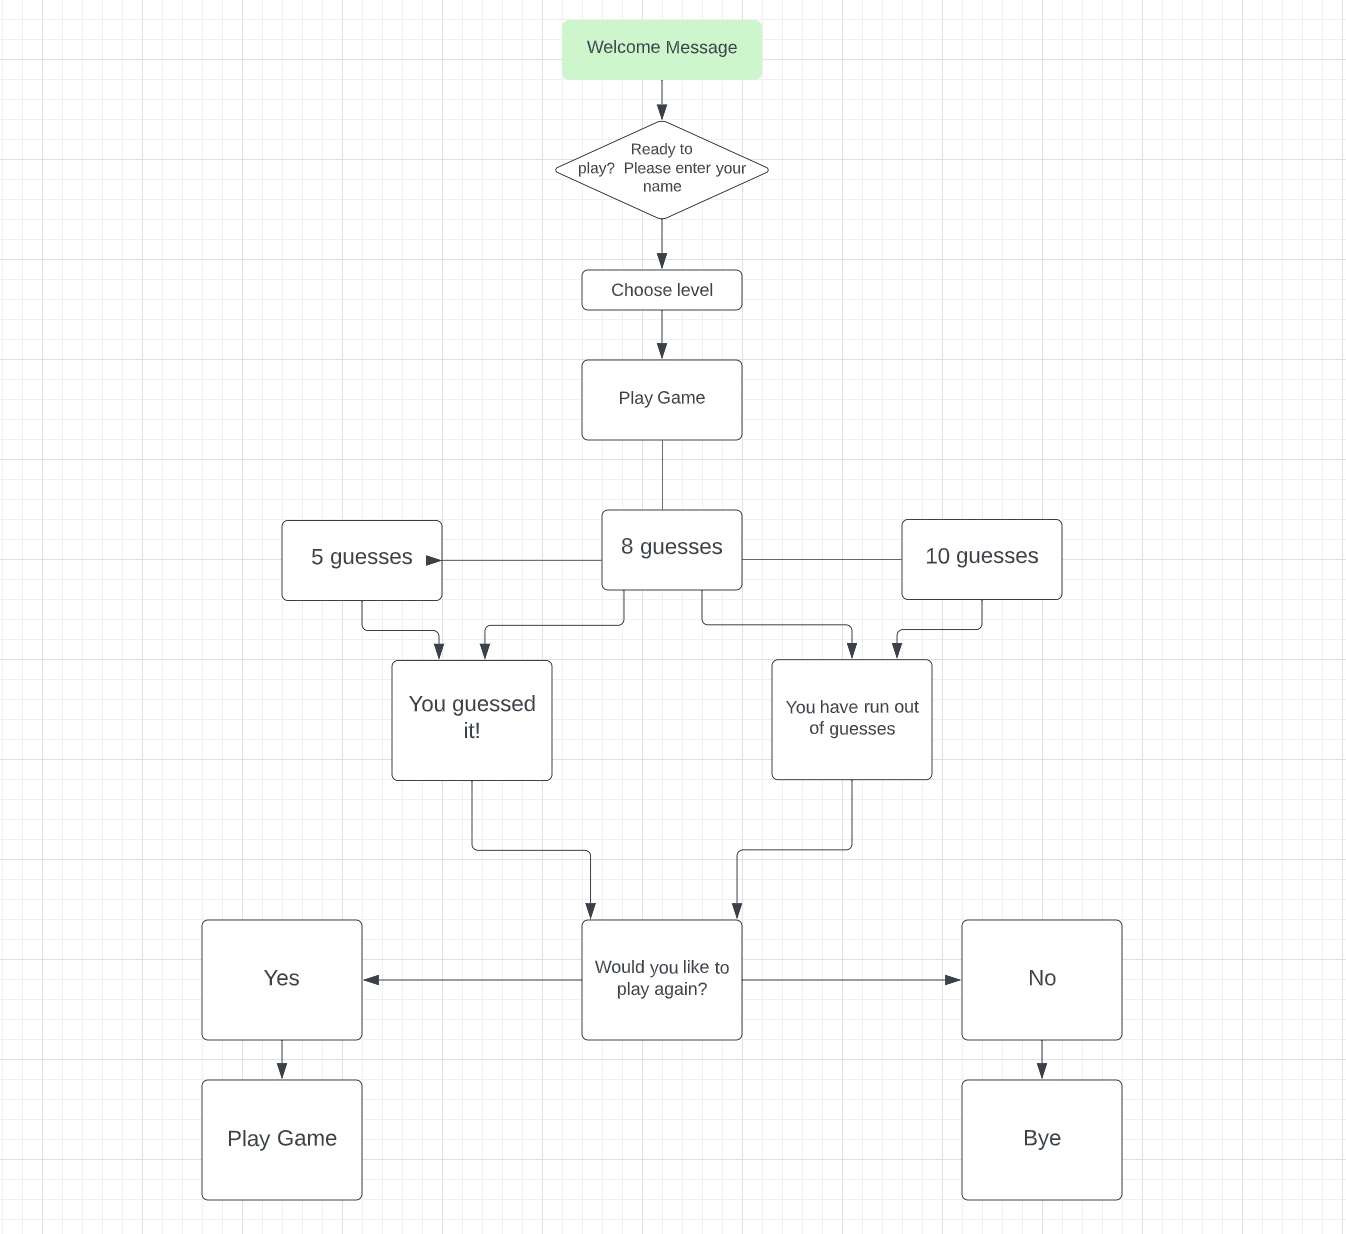 Welcome Message
Ready to
play?  Please enter your
name
Choose level
Play Game
5 guesses
8 guesses
10 guesses
You guessed
it!
You have run out
of guesses
Yes
Would you like to
play again?
No
Play Game
Bye